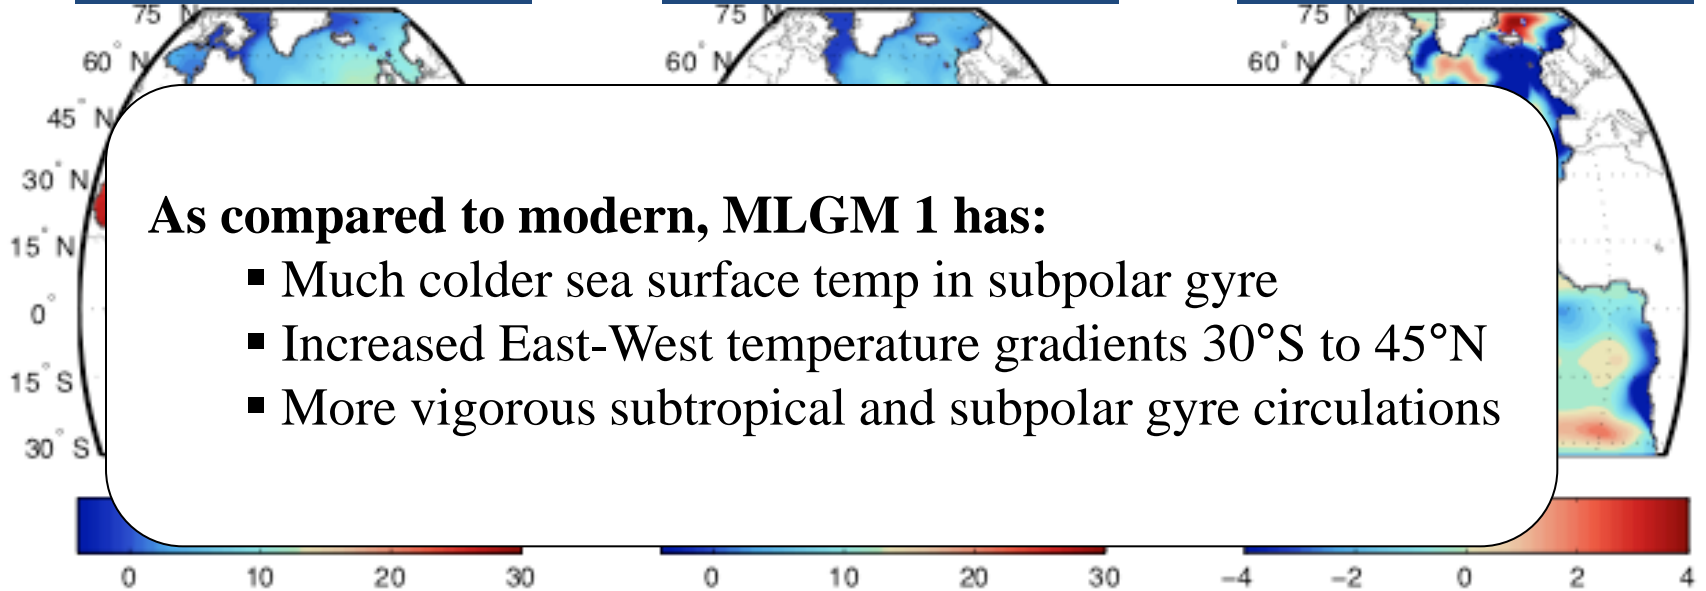 75° N 75° N 75° N
60° N 60° N 60° N
45° N
30° N
15° N
0°
15° S
30° S
As compared to modern, MLGM 1 has:
▪ Much colder sea surface temp in subpolar gyre
▪ Increased East-West temperature gradients 30°S to 45°N
▪ More vigorous subtropical and subpolar gyre circulations
0 10 20 30 0 10 20 30 −4 −2 0 2 4